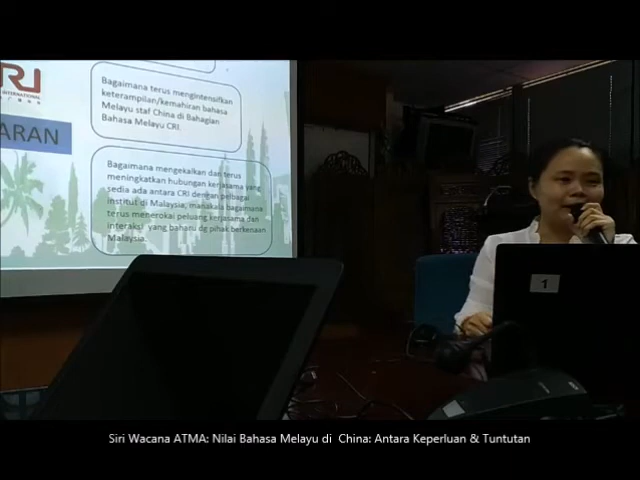 CRI
INTERNATIONAL
ARAN
Bagaimana terus mengintensifkan
keterampilan/kemahiran bahasa
Melayu staf China di Bahagian
Bahasa Melayu CRI.
Bagaimana mengekalkan dan terus
meningkatkan hubungan kerjasama yang
sedia ada antara CRI dengan pelbagai
institut di Malaysia, manakala bagaimana
terus menerokai peluang kerjasama dan
interaksi yang baharu dg pihak berkenaan
Malaysia.
1
Siri Wacana ATMA: Nilai Bahasa Melayu di China: Antara Keperluan & Tuntutan